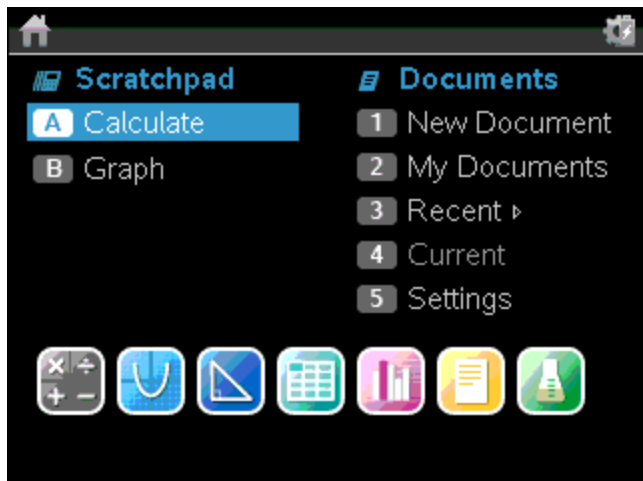 Scratchpad
A Calculate
B Graph
Documents
1 New Document
2 My Documents
3 Recent ▹
4 Current
5 Settings